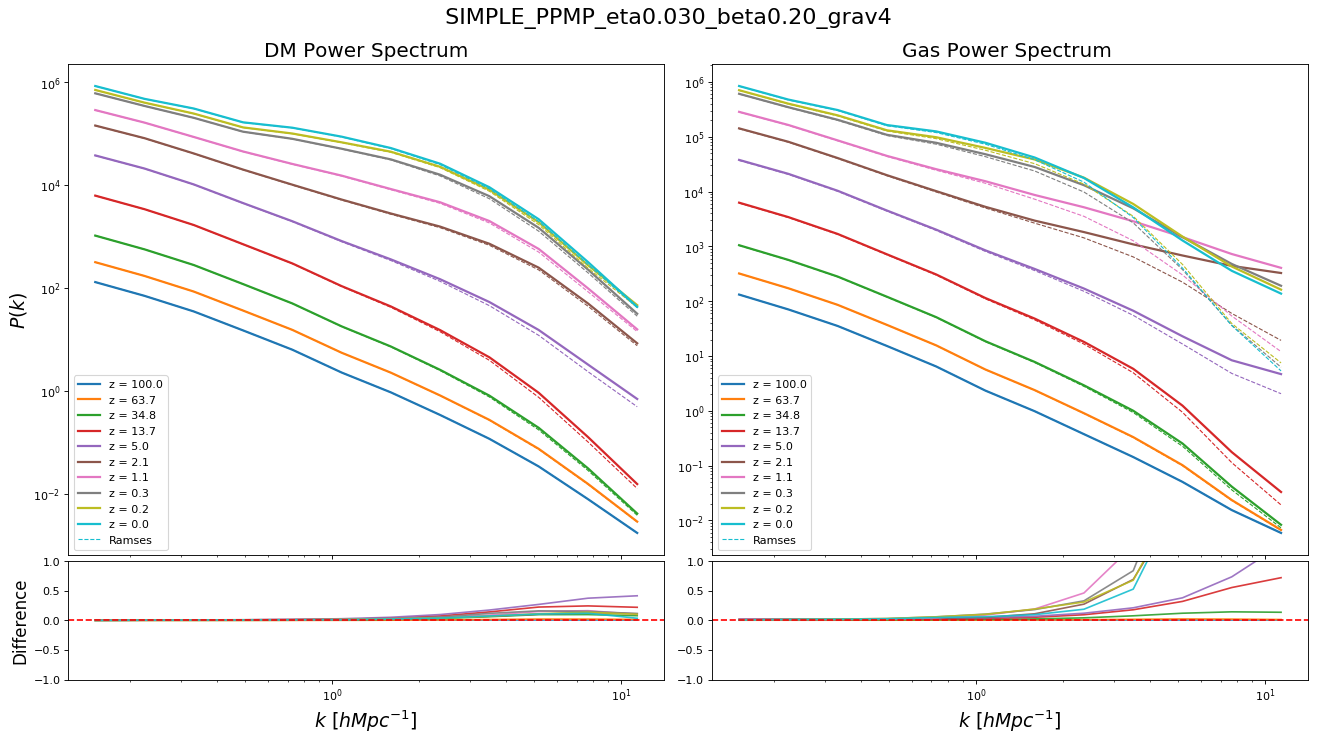 SIMPLE_PPMP_eta0.030_beta0.20_grav4
DM Power Spectrum
10^6
10^4
10^2
10^0
10^{-2}
P(k)
z = 100.0
z = 63.7
z = 34.8
z = 13.7
z = 5.0
z = 2.1
z = 1.1
z = 0.3
z = 0.2
z = 0.0
Ramses
1.0
0.5
0.0
−0.5
−1.0
Difference
10^0
10^1
k [hMpc^{-1}]
Gas Power Spectrum
10^6
10^5
10^4
10^3
10^2
10^1
10^0
10^{-1}
10^{-2}
z = 100.0
z = 63.7
z = 34.8
z = 13.7
z = 5.0
z = 2.1
z = 1.1
z = 0.3
z = 0.2
z = 0.0
Ramses
1.0
0.5
0.0
−0.5
−1.0
10^0
10^1
k [hMpc^{-1}]